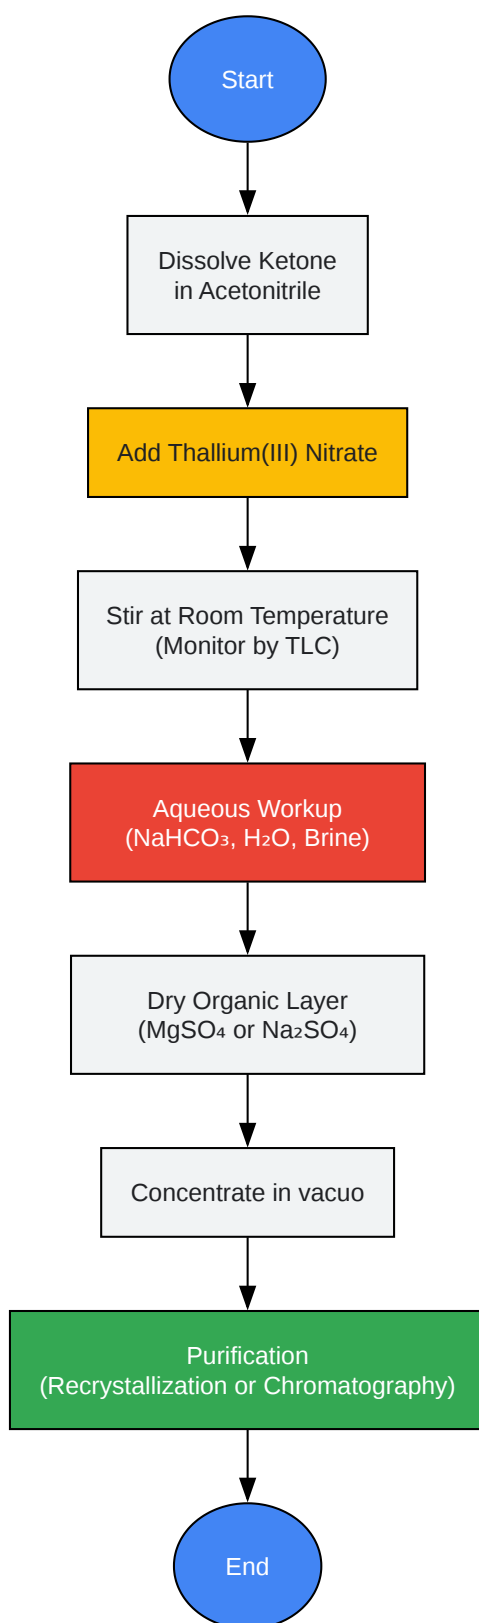 Start
Dissolve Ketone
in Acetonitrile
Add Thallium(III) Nitrate
Stir at Room Temperature
(Monitor by TLC)
Aqueous Workup
(NaHCO₃, H₂O, Brine)
Dry Organic Layer
(MgSO₄ or Na₂SO₄)
Concentrate in vacuo
Purification
(Recrystallization or Chromatography)
End